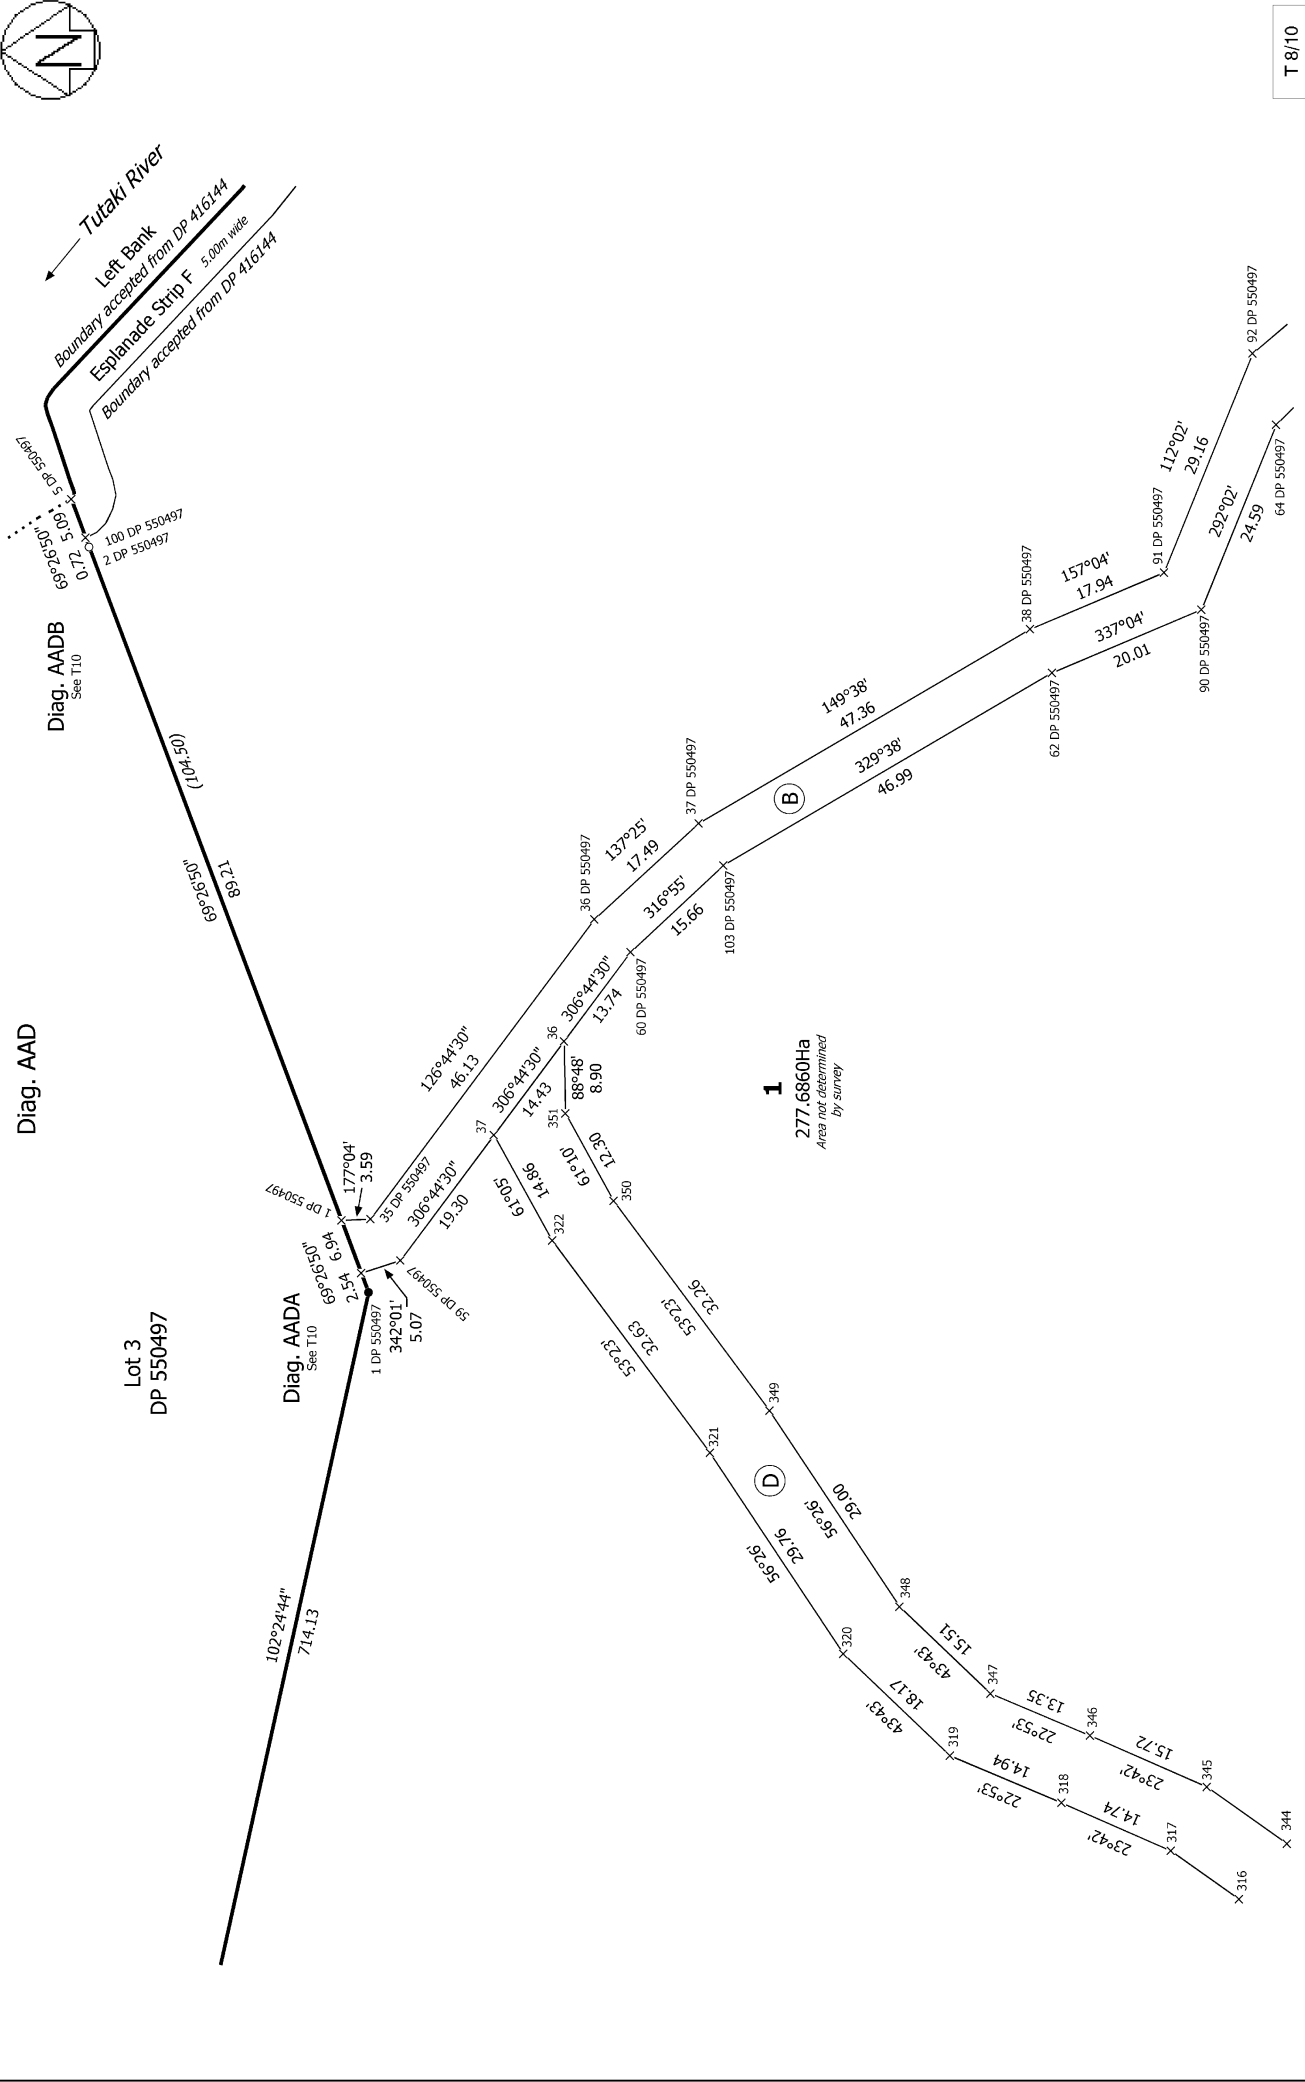 N
T 8/10
Tutaki River
Left Bank
Boundary accepted from DP 416144
Esplanade Strip F 5.00m wide
Boundary accepted from DP 416144
Diag. AAD
Diag. AADB
See T10
5 DP 550497
69°26'50"
0.72 5.09
100 DP 550497
2 DP 550497
(104.50)
69°26'50"
89.21
Lot 3
DP 550497
Diag. AADA
See T10
1 DP 550497
69°26'50"
2.54 6.94
177°04'
3.59
35 DP 550497
1 DP 550497
342°01'
5.07
59 DP 550497
102°24'44"
714.13
126°44'30"
46.13
36 DP 550497
137°25'
17.49
37 DP 550497
149°38'
47.36
38 DP 550497
157°04'
17.94
91 DP 550497
112°02'
29.16
92 DP 550497
306°44'30"
19.30
37
306°44'30"
14.43
36
306°44'30"
13.74
60 DP 550497
316°55'
15.66
103 DP 550497
B
329°38'
46.99
62 DP 550497
337°04'
20.01
90 DP 550497
292°02'
24.59
64 DP 550497
88°48'
8.90
351
61°10'
12.30
350
53°23'
32.26
349
56°26'
29.00
348
43°43'
15.51
347
22°53'
13.35
346
23°42'
15.72
345
344
61°05'
14.86
322
53°23'
32.63
321
D
56°26'
29.76
320
43°43'
18.17
319
22°53'
14.94
318
23°42'
14.74
317
316
1
277.6860Ha
Area not determined
by survey